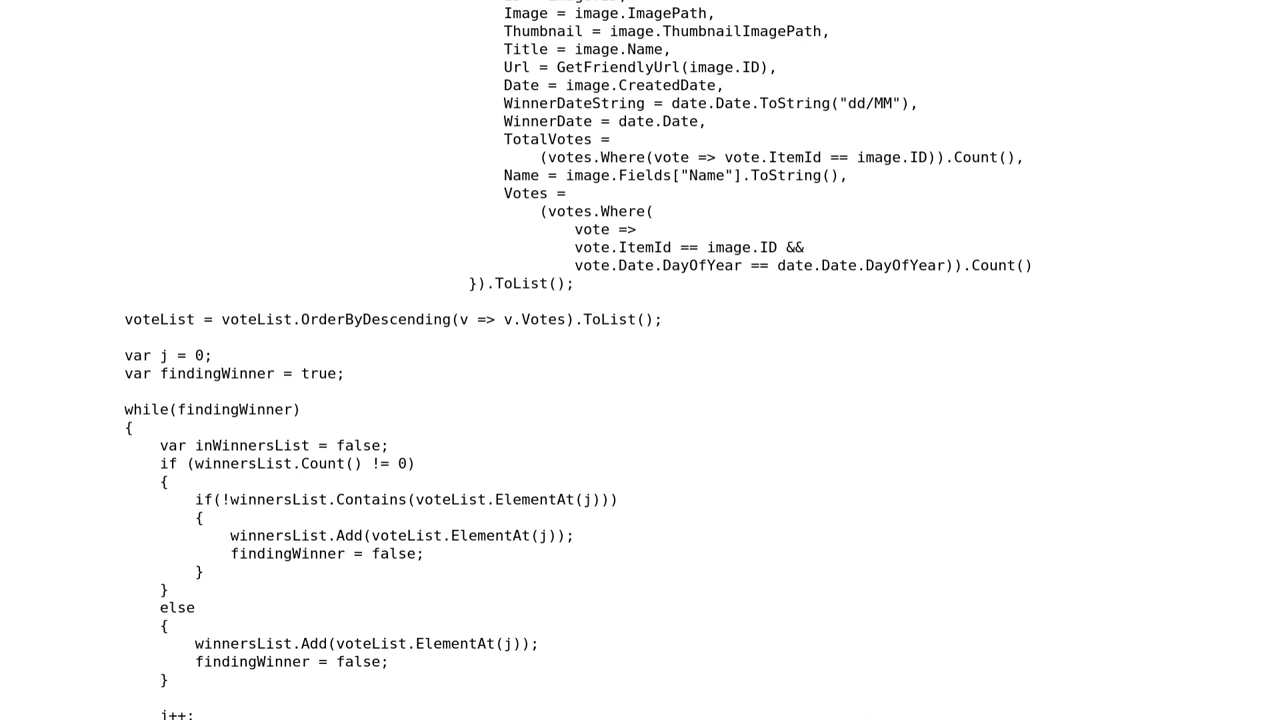 Image = image.ImagePath,
Thumbnail = image.ThumbnailImagePath,
Title = image.Name,
Url = GetFriendlyUrl(image.ID),
Date = image.CreatedDate,
WinnerDateString = date.Date.ToString("dd/MM"),
WinnerDate = date.Date,
TotalVotes =
(votes.Where(vote => vote.ItemId == image.ID)).Count(),
Name = image.Fields["Name"].ToString(),
Votes =
(votes.Where(
vote =>
vote.ItemId == image.ID &&
vote.Date.DayOfYear == date.Date.DayOfYear)).Count()
}).ToList();
voteList = voteList.OrderByDescending(v => v.Votes).ToList();
var j = 0;
var findingWinner = true;
while(findingWinner)
{
var inWinnersList = false;
if (winnersList.Count() != 0)
{
if(!winnersList.Contains(voteList.ElementAt(j)))
{
winnersList.Add(voteList.ElementAt(j));
findingWinner = false;
}
}
else
{
winnersList.Add(voteList.ElementAt(j));
findingWinner = false;
}
j++;